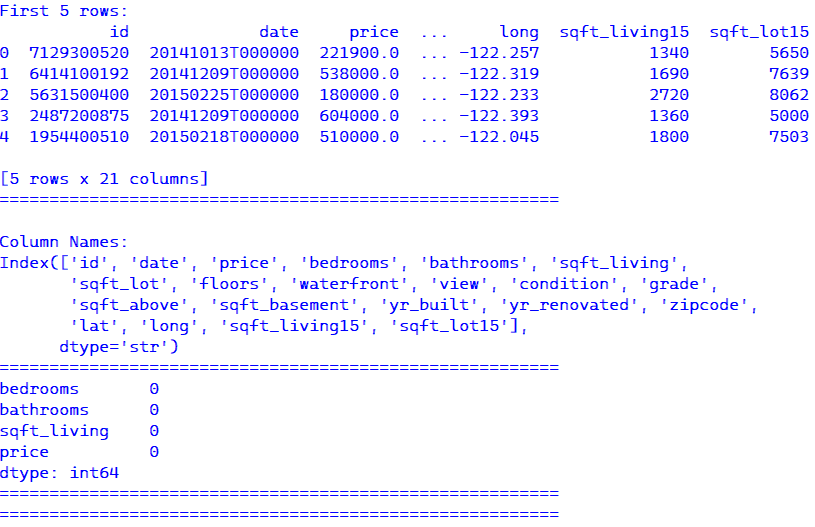 First 5 rows:
           id             date     price  ...     long  sqft_living15  sqft_lot15
0  7129300520  20141013T000000  221900.0  ... -122.257           1340        5650
1  6414100192  20141209T000000  538000.0  ... -122.319           1690        7639
2  5631500400  20150225T000000  180000.0  ... -122.233           2720        8062
3  2487200875  20141209T000000  604000.0  ... -122.393           1360        5000
4  1954400510  20150218T000000  510000.0  ... -122.045           1800        7503
[5 rows x 21 columns]
========================================================
Column Names:
Index(['id', 'date', 'price', 'bedrooms', 'bathrooms', 'sqft_living',
       'sqft_lot', 'floors', 'waterfront', 'view', 'condition', 'grade',
       'sqft_above', 'sqft_basement', 'yr_built', 'yr_renovated', 'zipcode',
       'lat', 'long', 'sqft_living15', 'sqft_lot15'],
      dtype='str')
========================================================
bedrooms       0
bathrooms      0
sqft_living    0
price          0
dtype: int64
========================================================
========================================================